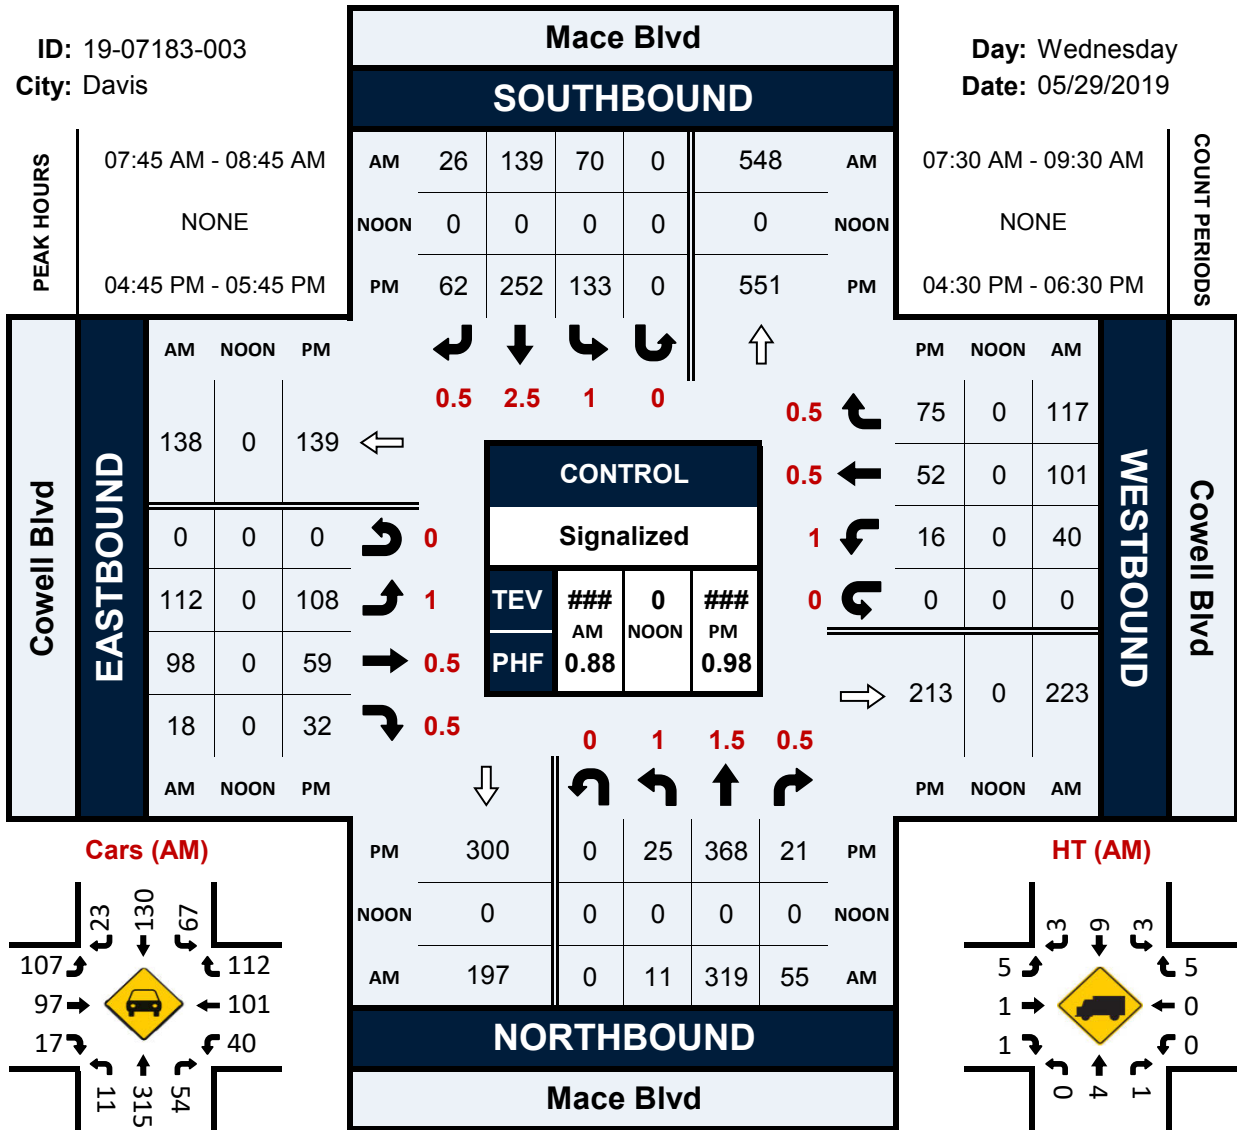 Mace Blvd
ID: 19-07183-003
Day: Wednesday
City: Davis
Date: 05/29/2019
SOUTHBOUND
PEAK HOURS
07:45 AM - 08:45 AM
AM 26 139 70 0 548 AM
07:30 AM - 09:30 AM
COUNT PERIODS
NONE
NOON 0 0 0 0 0 NOON
NONE
04:45 PM - 05:45 PM
PM 62 252 133 0 551 PM
04:30 PM - 06:30 PM
AM NOON PM
PM NOON AM
0.5 2.5 1 0
0.5 75 0 117
138 0 139
CONTROL
0.5 52 0 101
Cowell Blvd
EASTBOUND
WESTBOUND
Cowell Blvd
0 0 0 0
Signalized
1 16 0 40
112 0 108 1
TEV ### 0 ###
0 0 0 0
AM NOON PM
98 0 59 0.5
PHF 0.88 0.98
213 0 223
18 0 32 0.5
0 1 1.5 0.5
AM NOON PM
PM NOON AM
Cars (AM)
PM 300 0 25 368 21 PM
HT (AM)
NOON 0 0 0 0 0 NOON
AM 197 0 11 319 55 AM
23 130 67
107 112
97 101
17 40
11 315 54
3 9 3
5 5
1 0
1 0
0 4 1
NORTHBOUND
Mace Blvd